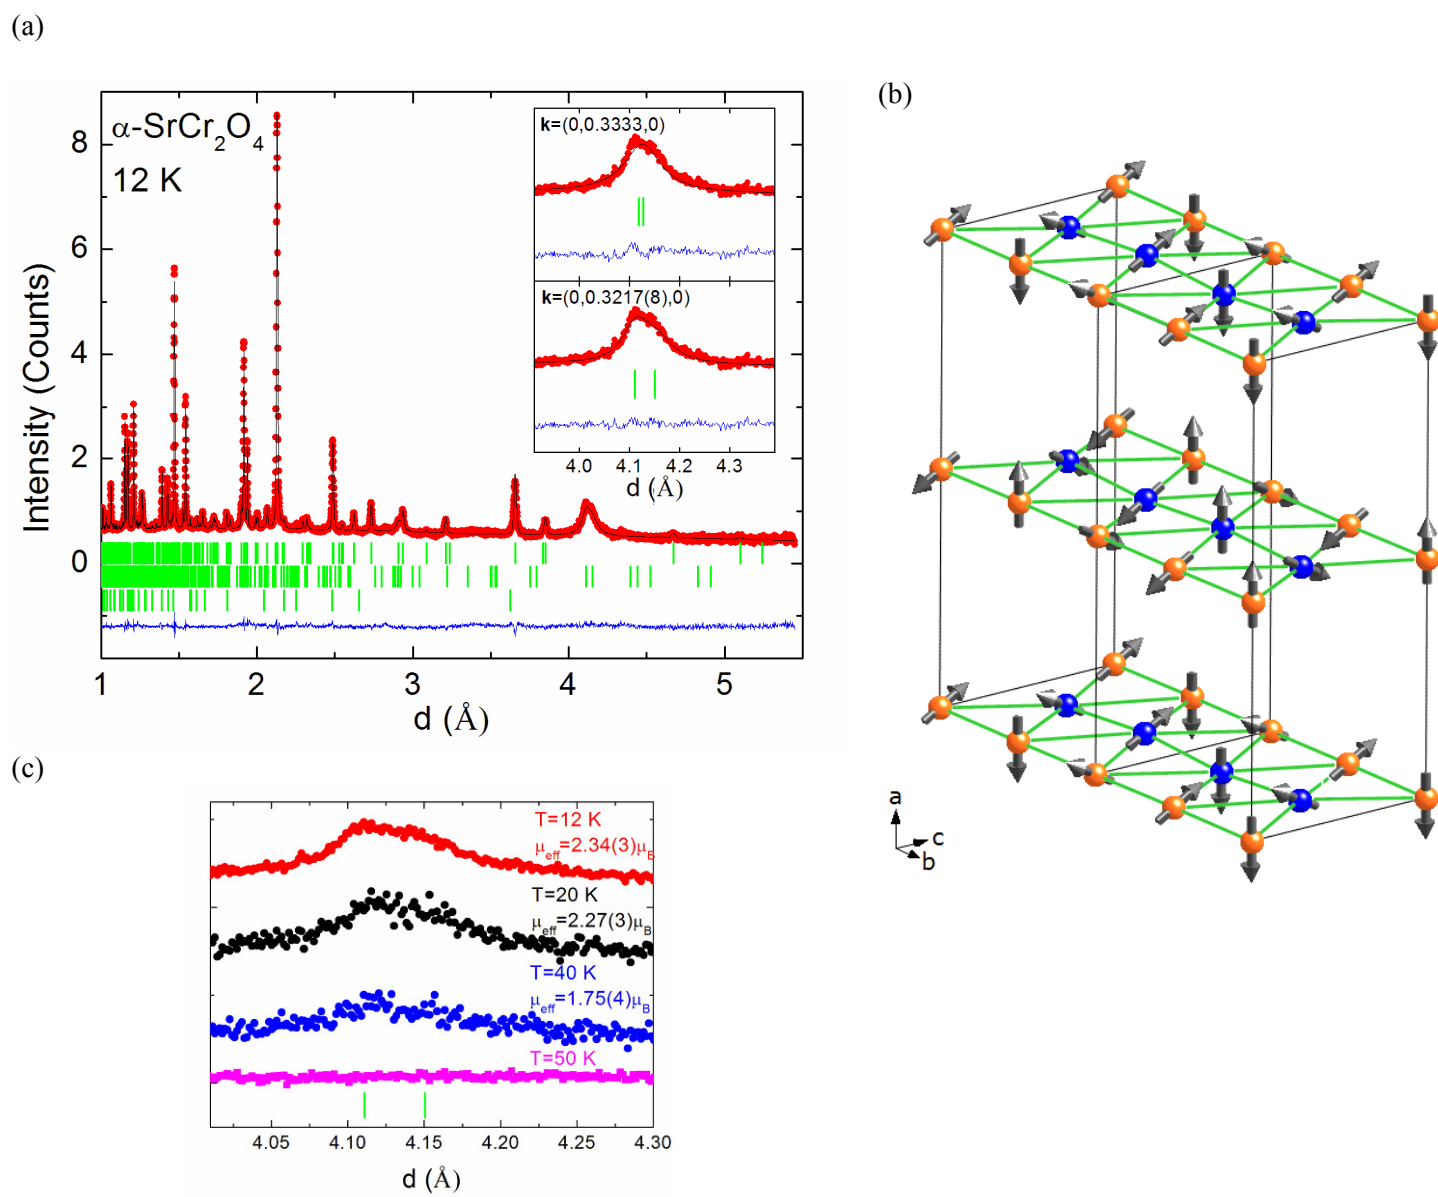 (a)
α-SrCr₂O₄
12 K
Intensity (Counts)
8
6
4
2
0
1
2
3
4
5
d (Å)
k=(0,0.3333,0)
k=(0,0.3217(8),0)
4.0
4.1
4.2
4.3
d (Å)
(b)
a
c
b
(c)
T=12 K
μeff=2.34(3)μB
T=20 K
μeff=2.27(3)μB
T=40 K
μeff=1.75(4)μB
T=50 K
4.05
4.10
4.15
4.20
4.25
4.30
d (Å)